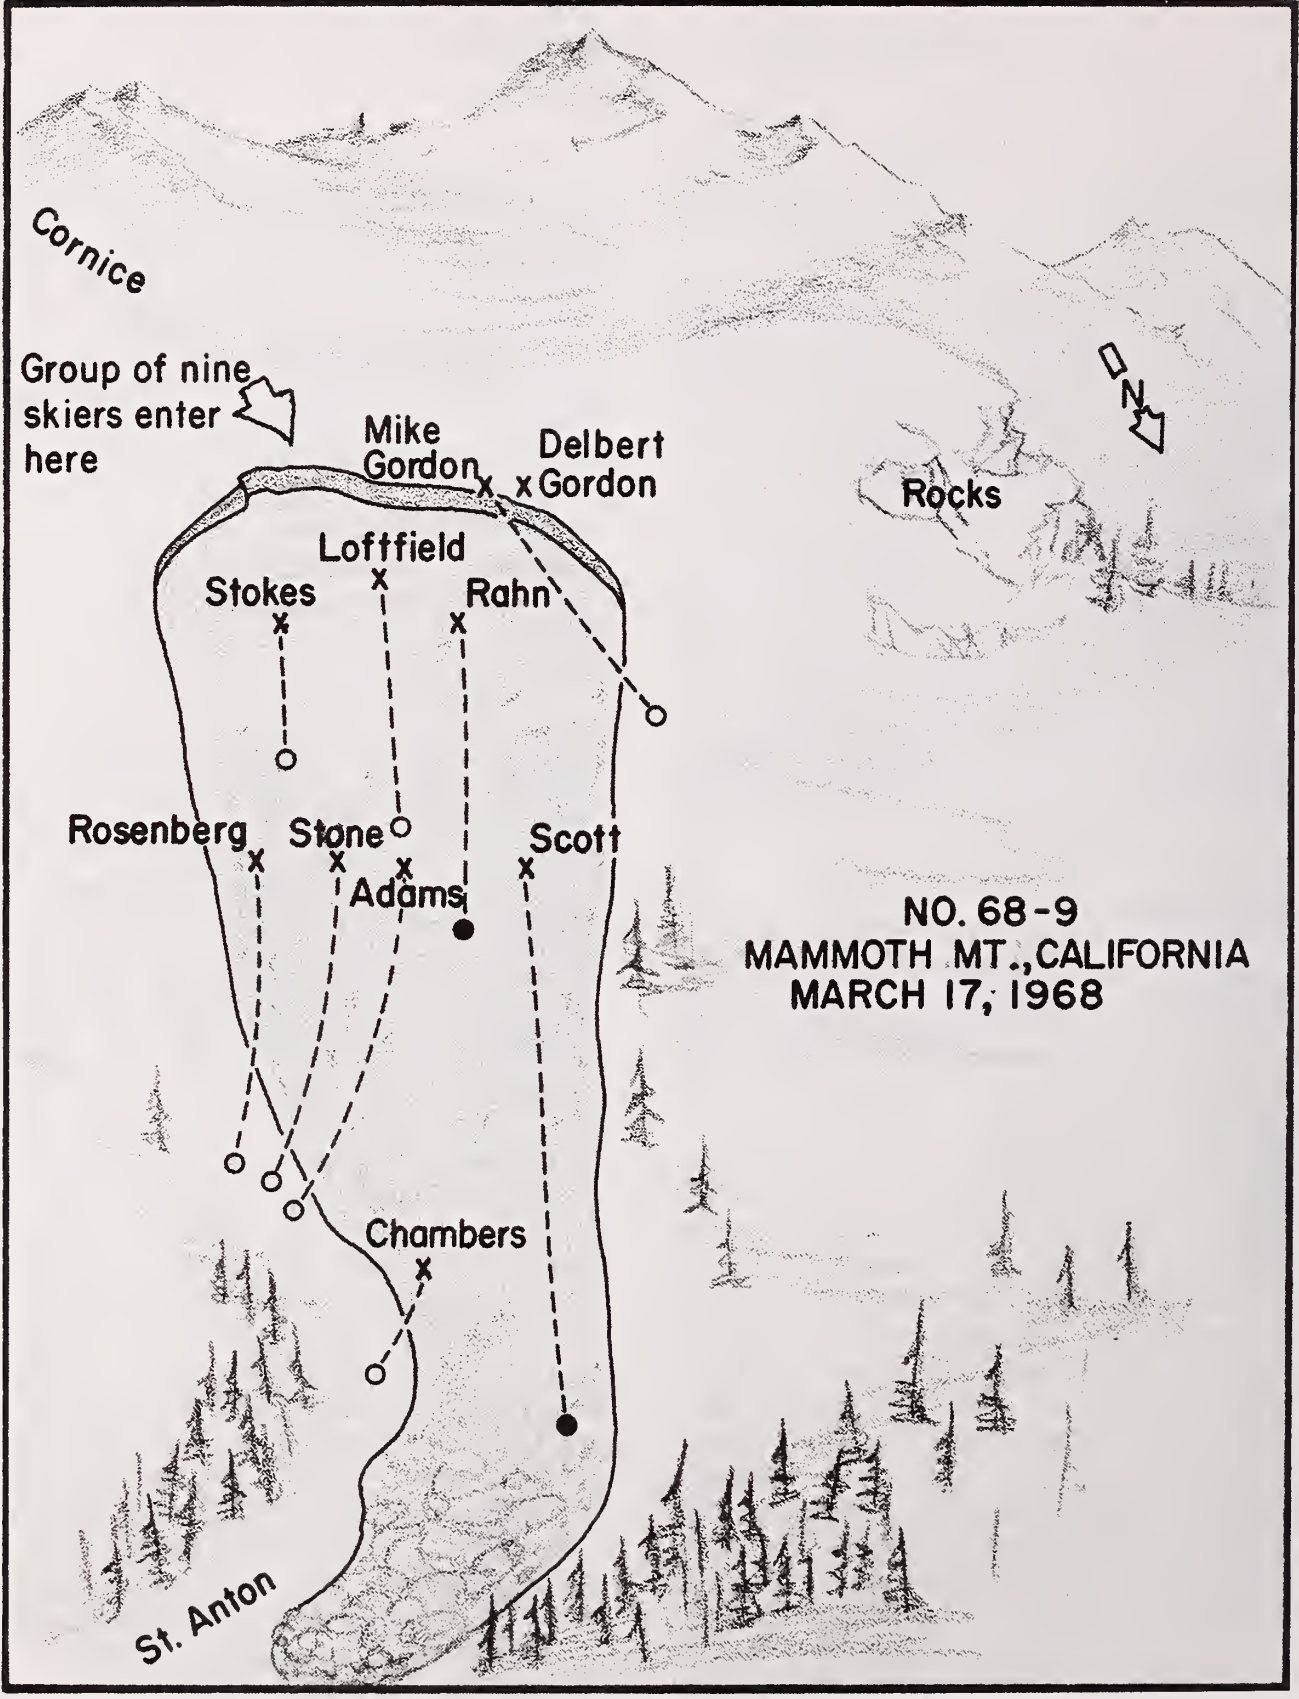 Cornice
Group of nine
skiers enter
here
Mike
Gordon
Delbert
Gordon
N
Rocks
Loftfield
Stokes
Rahn
Rosenberg
Stone
Scott
Adams
NO. 68-9
MAMMOTH MT., CALIFORNIA
MARCH 17, 1968
Chambers
St. Anton